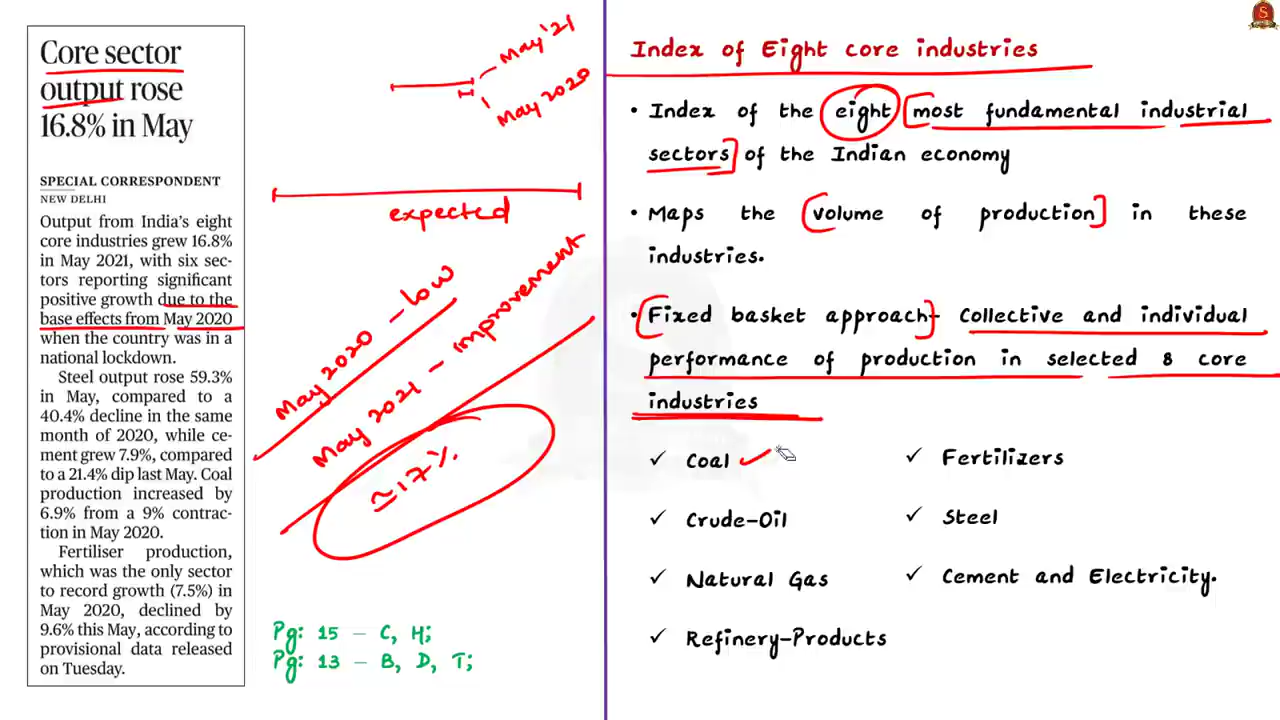 Core sector
output rose
16.8% in May
SPECIAL CORRESPONDENT
NEW DELHI
Output from India's eight
core industries grew 16.8%
in May 2021, with six sec-
tors reporting significant
positive growth due to the
base effects from May 2020
when the country was in a
national lockdown.
Steel output rose 59.3%
in May, compared to a
40.4% decline in the same
month of 2020, while ce-
ment grew 7.9%, compared
to a 21.4% dip last May. Coal
production increased by
6.9% from a 9% contrac-
tion in May 2020.
Fertiliser production,
which was the only sector
to record growth (7.5%) in
May 2020, declined by
9.6% this May, according to
provisional data released
on Tuesday.
May'21
May 2020
expected
May 2020 - low
May 2021 - improvement
≃17%
Pg: 15 - C, H;
Pg: 13 - B, D, T;
Index of Eight core industries
• Index of the eight [most fundamental industrial
sectors] of the Indian economy
• Maps the [volume of production] in these
industries.
• [Fixed basket approach]- Collective and individual
performance of production in selected 8 core
industries
✓ Coal ✓
✓ Fertilizers
✓ Crude-Oil
✓ Steel
✓ Natural Gas
✓ Cement and Electricity.
✓ Refinery-Products
S